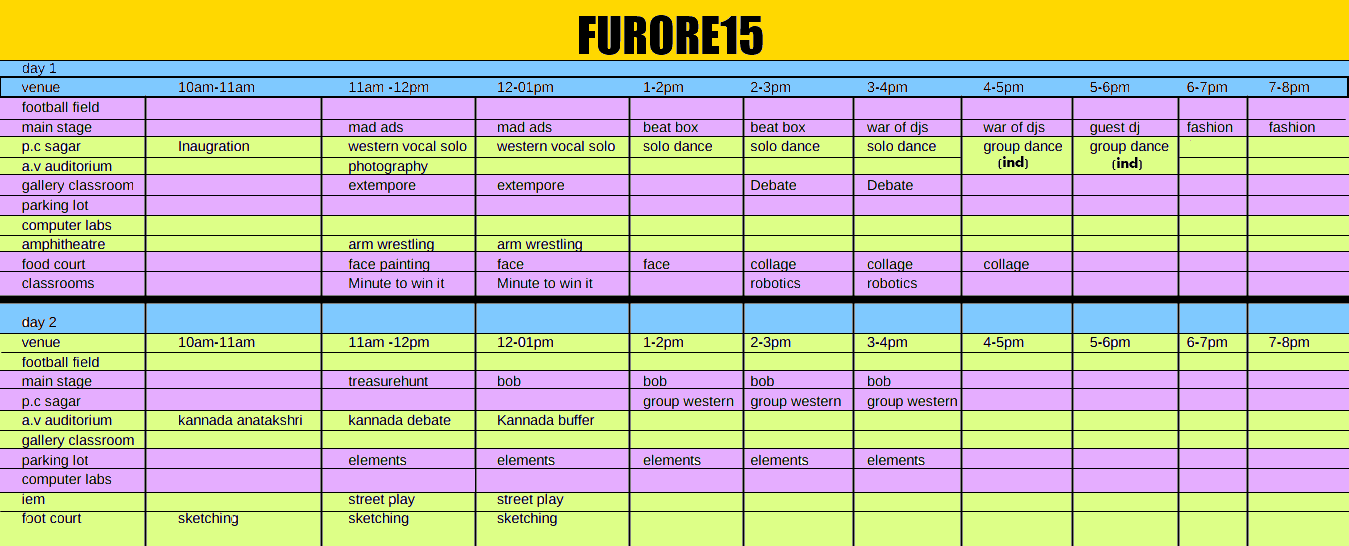 FURORE15
day 1
venue 10am-11am 11am -12pm 12-01pm 1-2pm 2-3pm 3-4pm 4-5pm 5-6pm 6-7pm 7-8pm
football field
main stage mad ads mad ads beat box beat box war of djs war of djs guest dj fashion fashion
p.c sagar Inaugration western vocal solo western vocal solo solo dance solo dance solo dance group dance group dance
(ind) (ind)
a.v auditorium photography
gallery classroom extempore extempore Debate Debate
parking lot
computer labs
amphitheatre arm wrestling arm wrestling
food court face painting face face collage collage collage
classrooms Minute to win it Minute to win it robotics robotics
day 2
venue 10am-11am 11am -12pm 12-01pm 1-2pm 2-3pm 3-4pm 4-5pm 5-6pm 6-7pm 7-8pm
football field
main stage treasurehunt bob bob bob bob
p.c sagar group western group western group western
a.v auditorium kannada anatakshri kannada debate Kannada buffer
gallery classroom
parking lot elements elements elements elements elements
computer labs
iem street play street play
foot court sketching sketching sketching